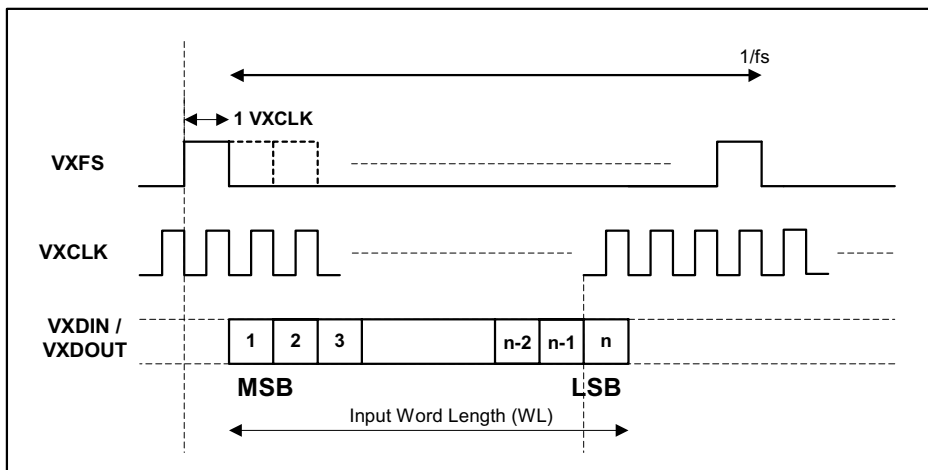 1/fs
1 VXCLK
VXFS
VXCLK
VXDIN /
VXDOUT
1 2 3 n-2 n-1 n
MSB LSB
Input Word Length (WL)